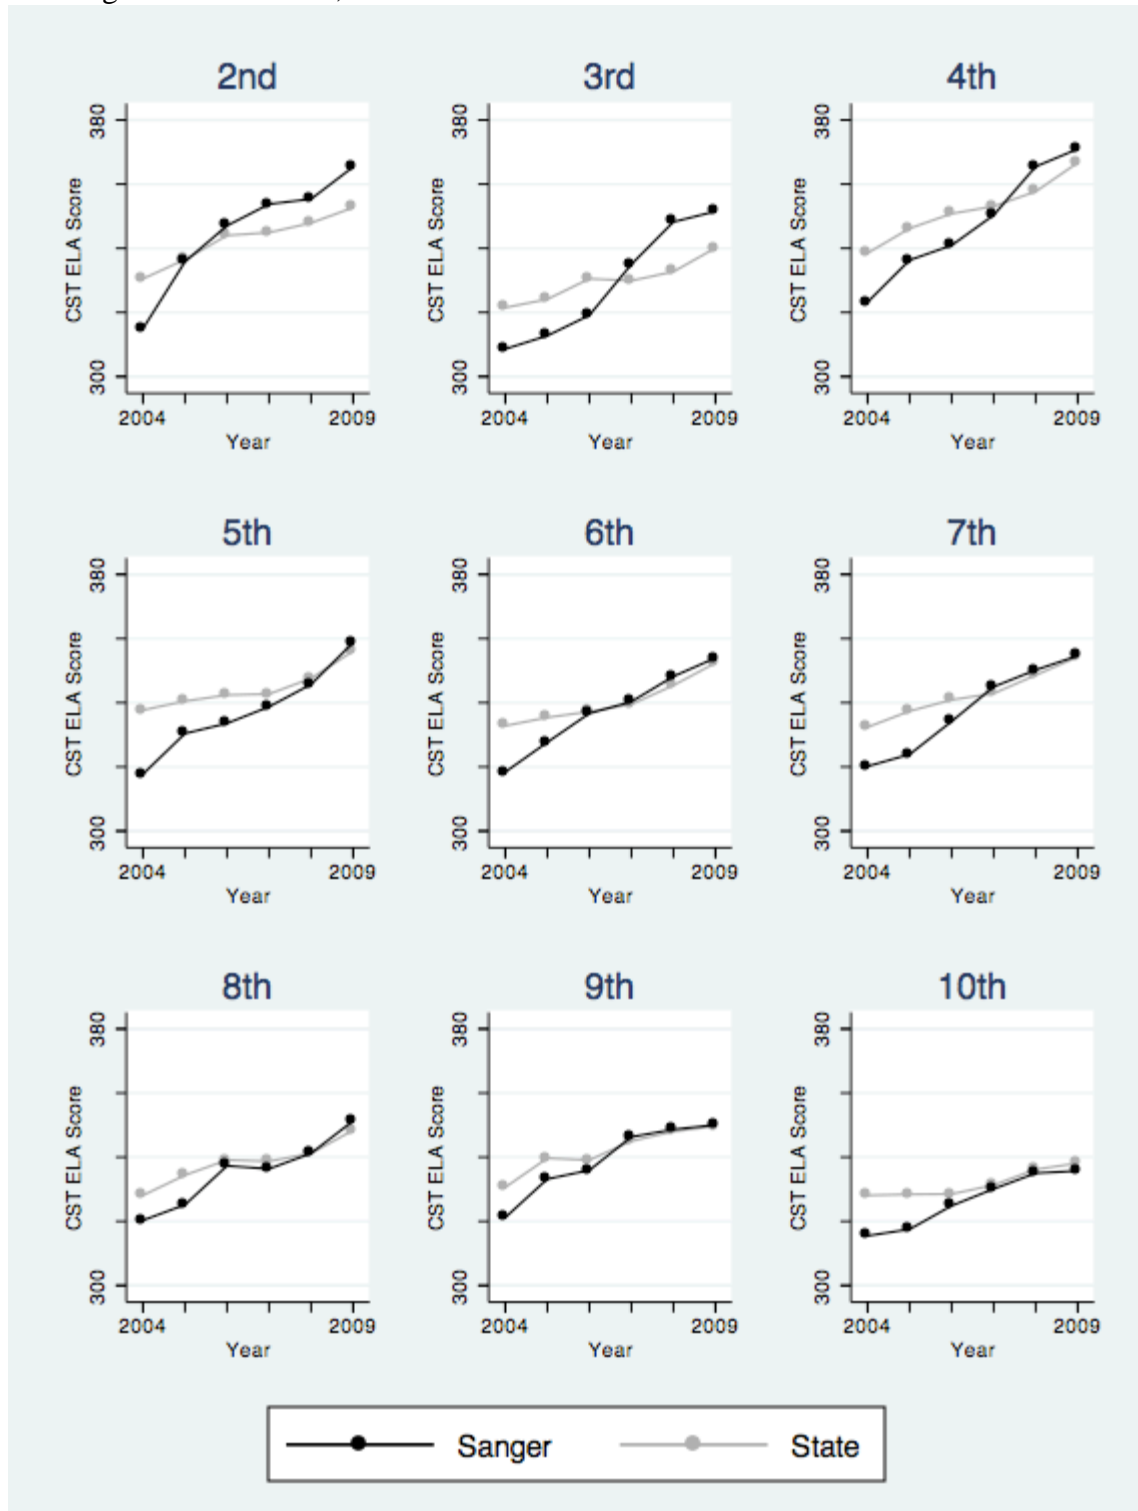 2nd 3rd 4th
CST ELA Score 380 300 CST ELA Score 380 300 CST ELA Score 380 300
2004 2009 2004 2009 2004 2009
Year Year Year
5th 6th 7th
CST ELA Score 380 300 CST ELA Score 380 300 CST ELA Score 380 300
2004 2009 2004 2009 2004 2009
Year Year Year
8th 9th 10th
CST ELA Score 380 300 CST ELA Score 380 300 CST ELA Score 380 300
2004 2009 2004 2009 2004 2009
Year Year Year
Sanger State